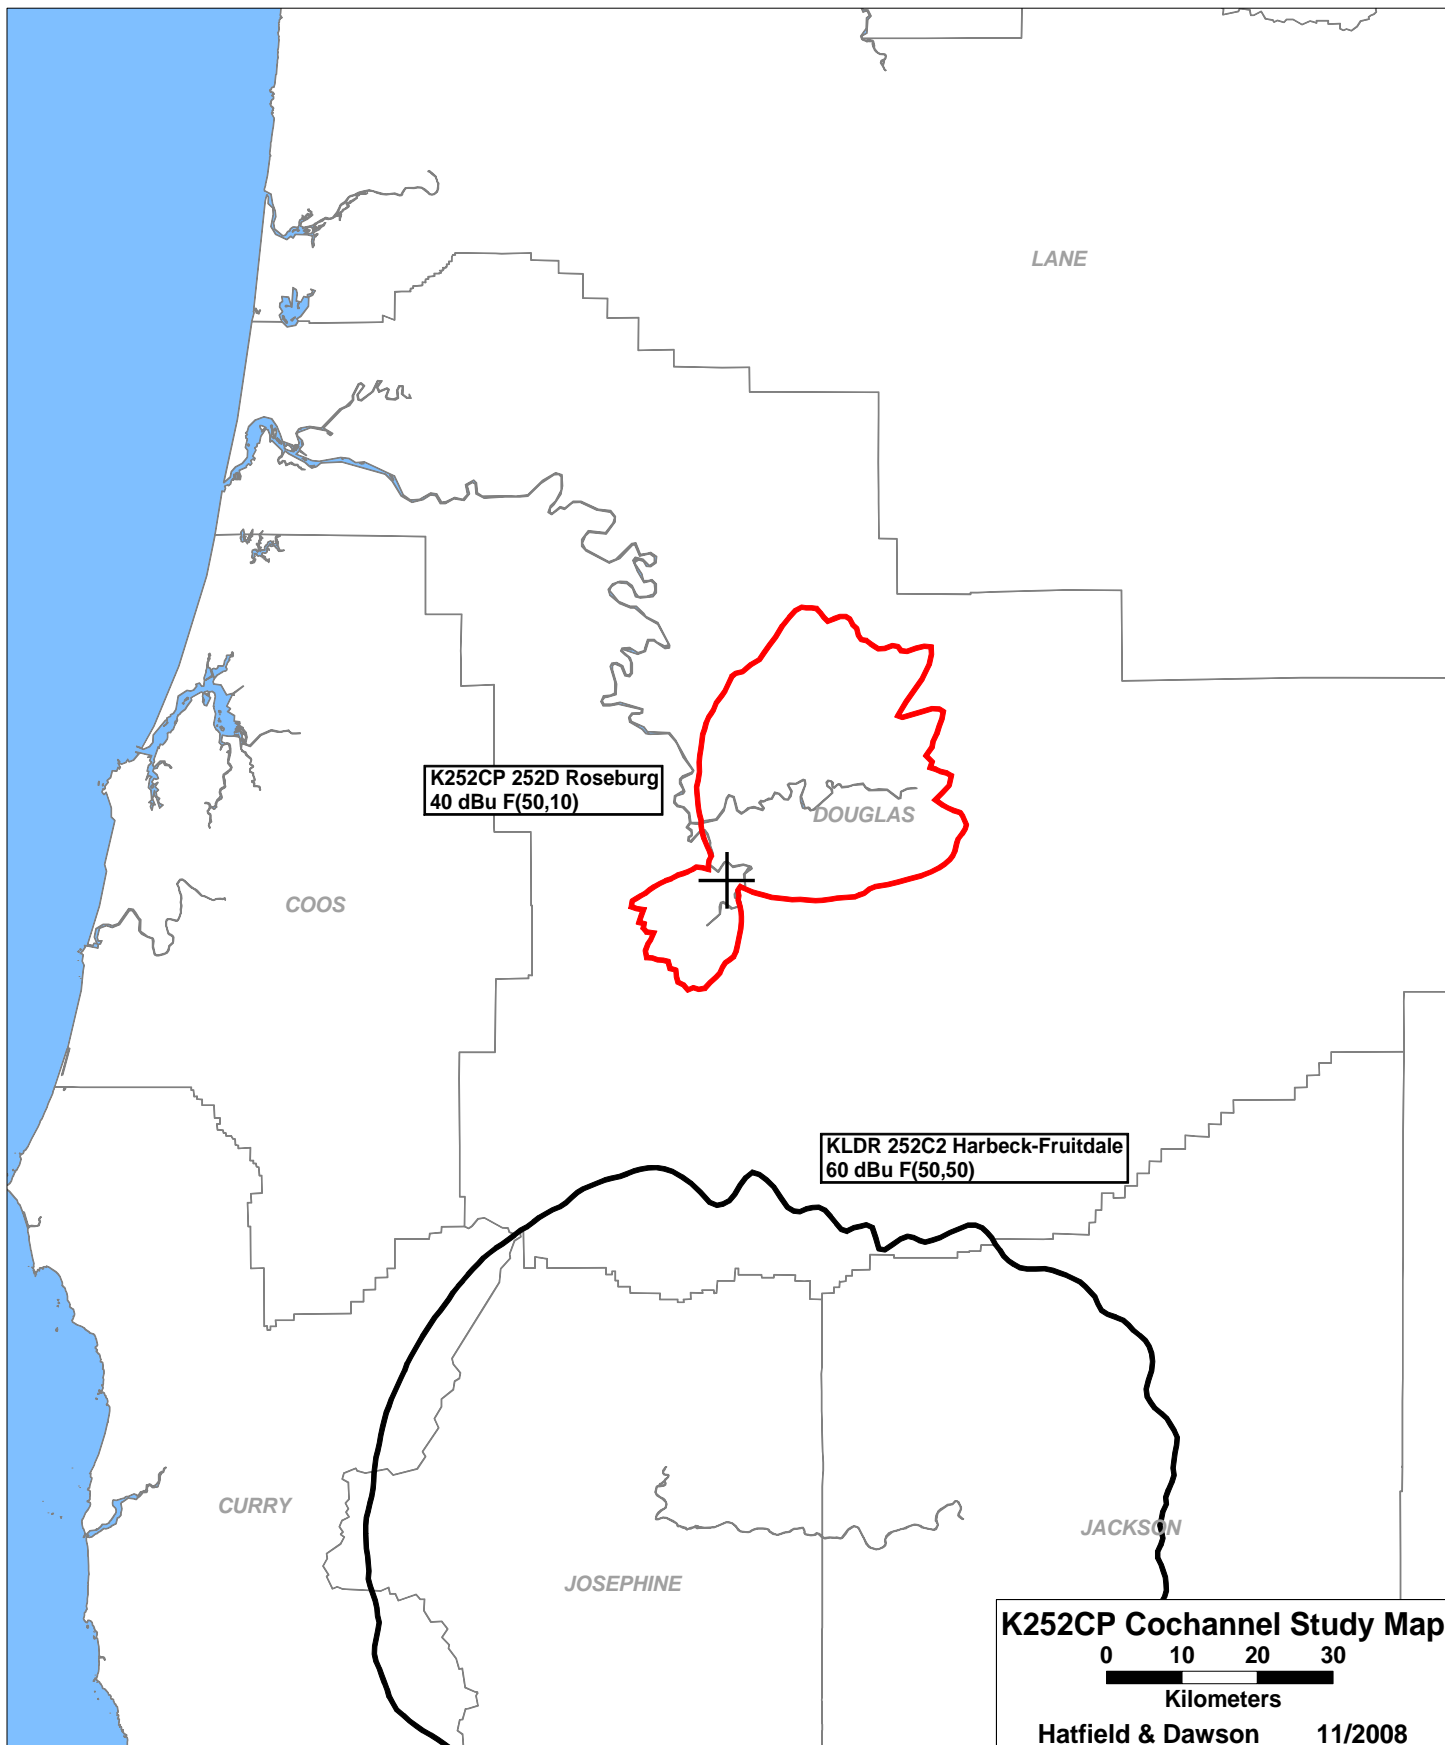 LANE
K252CP 252D Roseburg
40 dBu F(50,10)
DOUGLAS
COOS
KLDR 252C2 Harbeck-Fruitdale
60 dBu F(50,50)
CURRY
JACKSON
JOSEPHINE
K252CP Cochannel Study Map
0 10 20 30
Kilometers
Hatfield & Dawson 11/2008